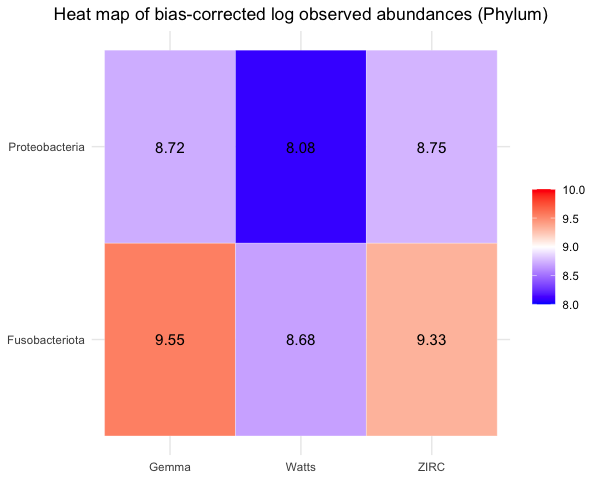 Heat map of bias-corrected log observed abundances (Phylum)
Proteobacteria
8.72
8.08
8.75
Fusobacteriota
9.55
8.68
9.33
Gemma
Watts
ZIRC
10.0
9.5
9.0
8.5
8.0